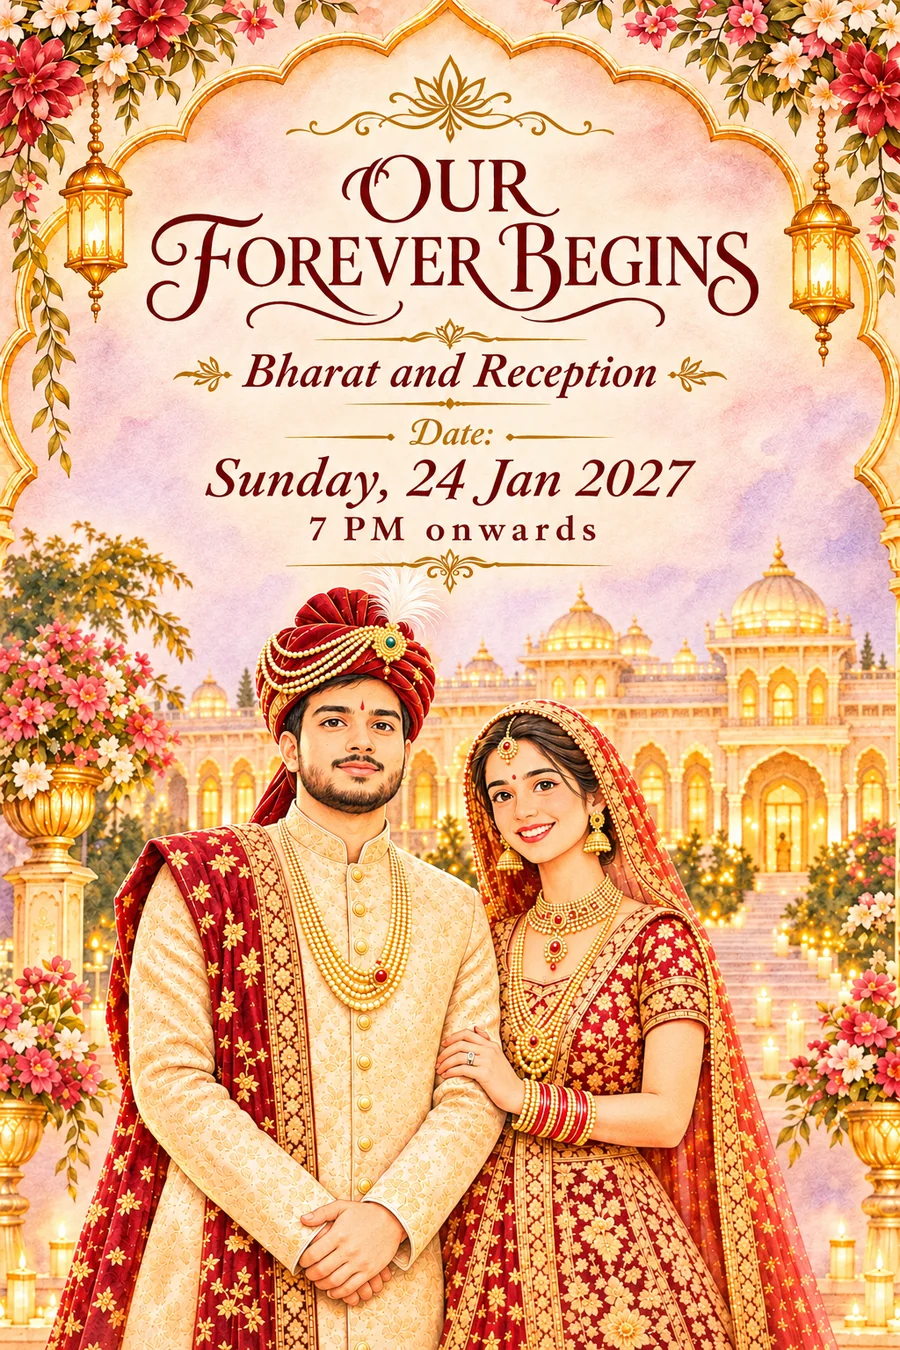 OUR
FOREVER BEGINS
Bharat and Reception
Date:
Sunday, 24 Jan 2027
7 PM onwards